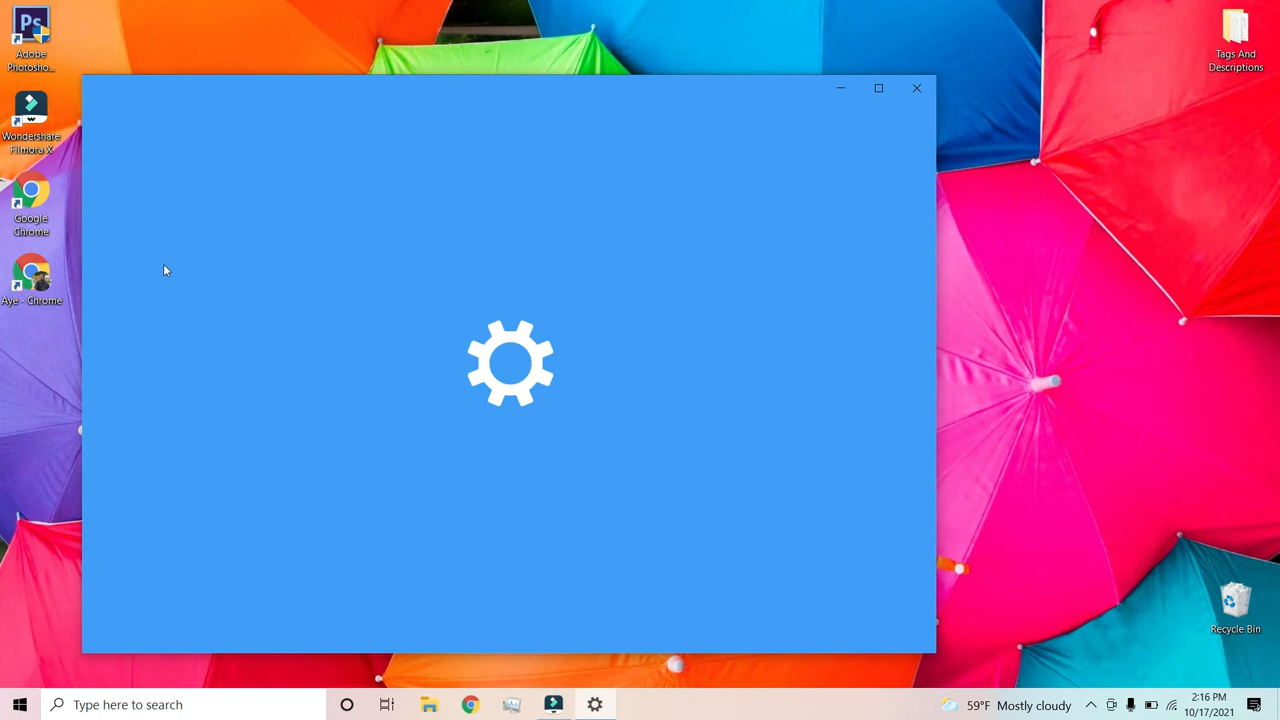 Ps
Adobe
Photosho...
Wondershare
Filmora X
Google
Chrome
Aye - Chrome
Tags And
Descriptions
Recycle Bin
Type here to search
59°F Mostly cloudy
2:16 PM
10/17/2021